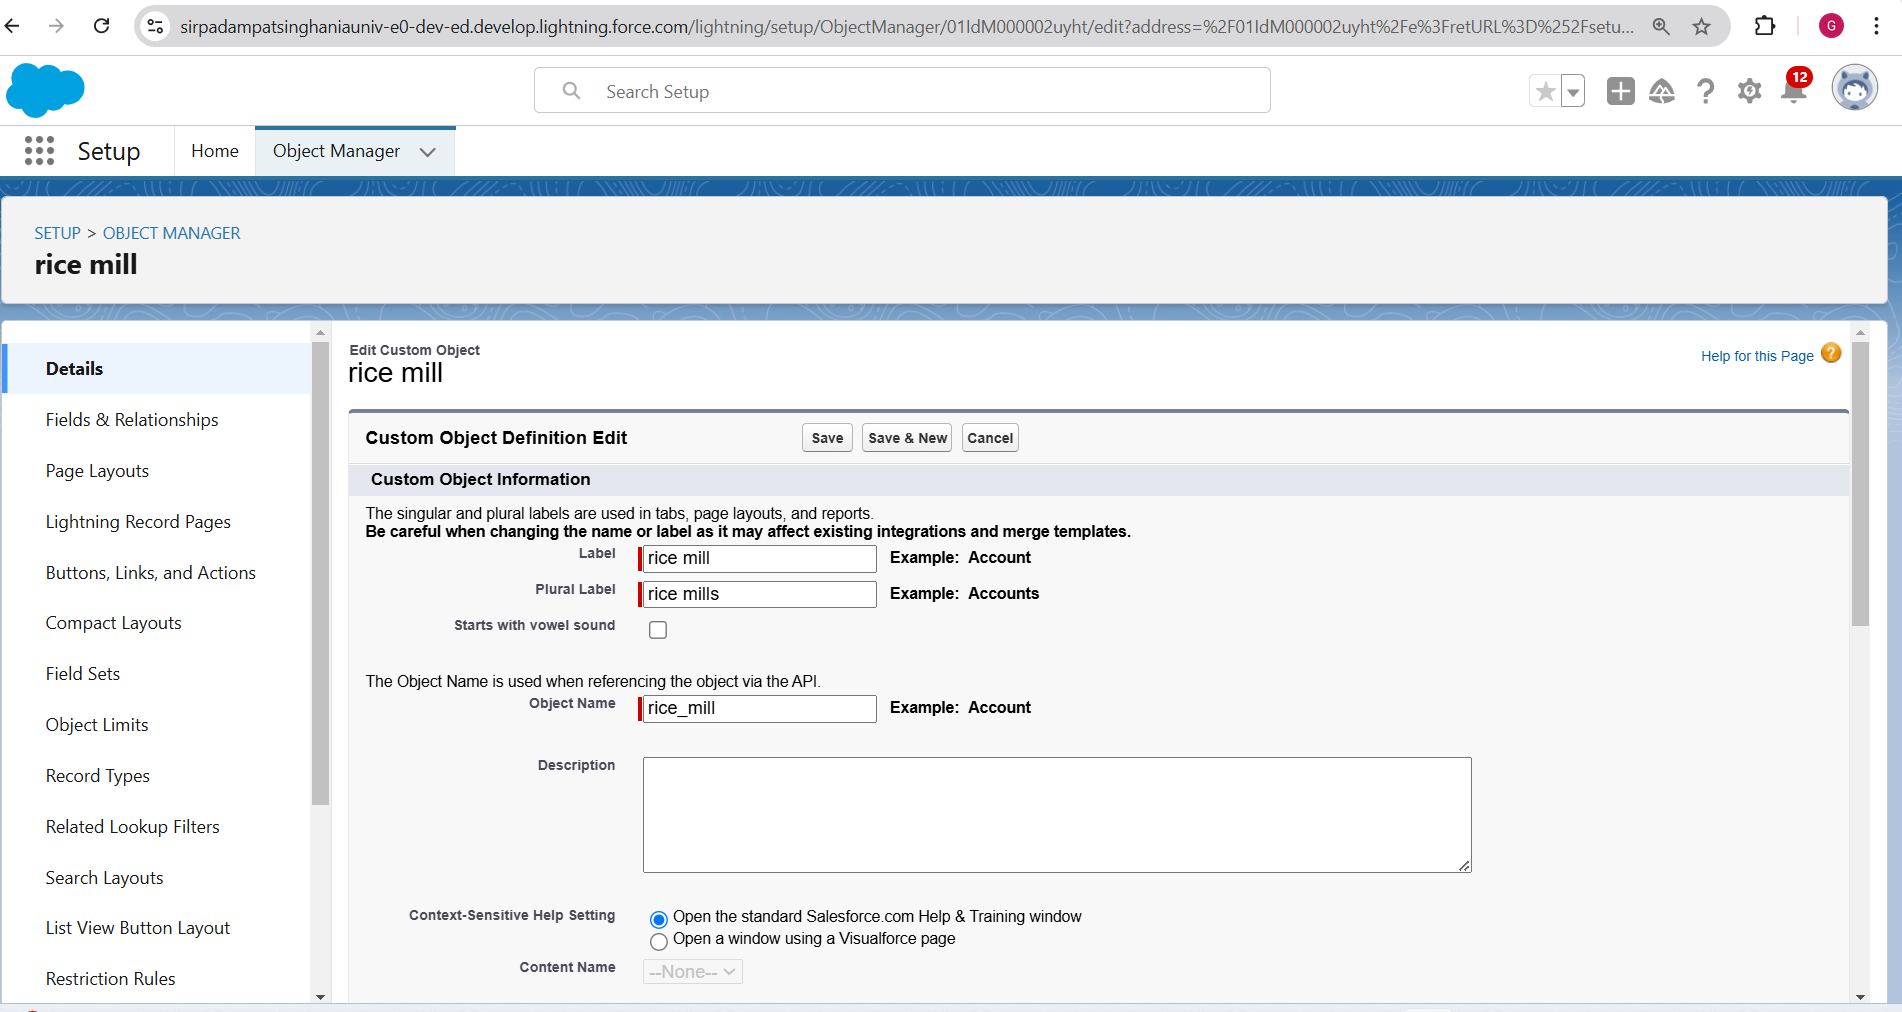 sirpadampatsinghaniauniv-e0-dev-ed.develop.lightning.force.com/lightning/setup/ObjectManager/01IdM000002uyht/edit?address=%2F01IdM000002uyht%2Fe%3FretURL%3D%252Fsetu...
G
Search Setup
12
Setup
Home
Object Manager
SETUP > OBJECT MANAGER
rice mill
Details
Fields & Relationships
Page Layouts
Lightning Record Pages
Buttons, Links, and Actions
Compact Layouts
Field Sets
Object Limits
Record Types
Related Lookup Filters
Search Layouts
List View Button Layout
Restriction Rules
Edit Custom Object
rice mill
Help for this Page ?
Custom Object Definition Edit
Save
Save & New
Cancel
Custom Object Information
The singular and plural labels are used in tabs, page layouts, and reports.
Be careful when changing the name or label as it may affect existing integrations and merge templates.
Label rice mill Example: Account
Plural Label rice mills Example: Accounts
Starts with vowel sound
The Object Name is used when referencing the object via the API.
Object Name rice_mill Example: Account
Description
Context-Sensitive Help Setting Open the standard Salesforce.com Help & Training window
Open a window using a Visualforce page
Content Name --None--